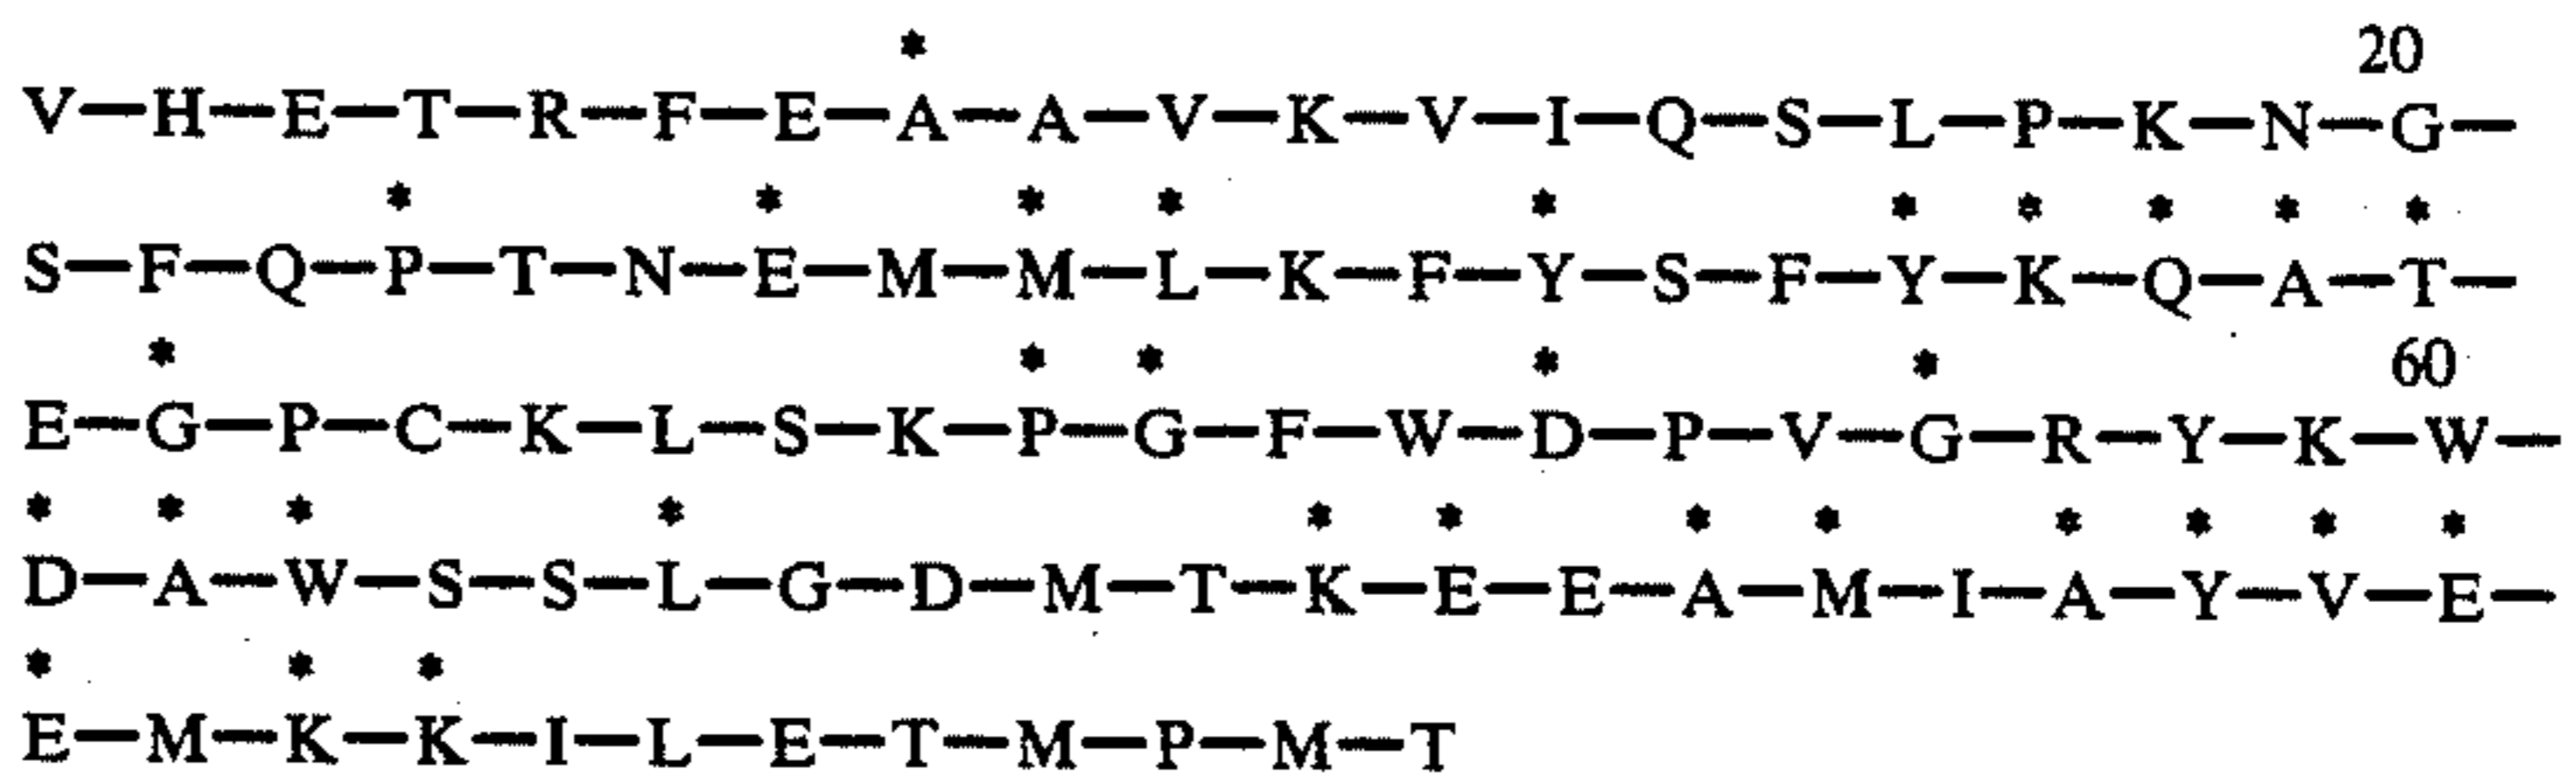 *
20
V—H—E—T—R—F—E—A—A—V—K—V—I—Q—S—L—P—K—N—G—
* * * * * * * * * *
S—F—Q—P—T—N—E—M—M—L—K—F—Y—S—F—Y—K—Q—A—T—
* * * * *
60
E—G—P—C—K—L—S—K—P—G—F—W—D—P—V—G—R—Y—K—W—
* * * * * * * * * * * *
D—A—W—S—S—L—G—D—M—T—K—E—E—A—M—I—A—Y—V—E—
* * *
E—M—K—K—I—L—E—T—M—P—M—T